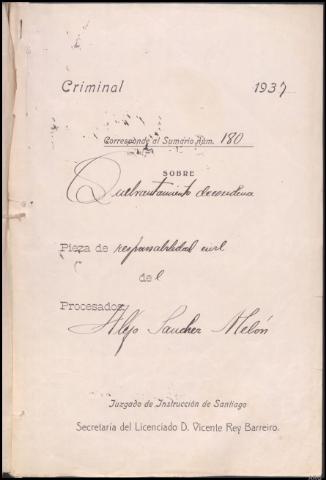 Criminal 1937
Corresponde al Sumario Núm. 180
SOBRE
Quebrantamiento de condena
Pieza de responsabilidad civil
del
Procesado:
Alejo Sanchez Melón
Juzgado de Instrucción de Santiago
Secretaría del Licenciado D. Vicente Rey Barreiro.